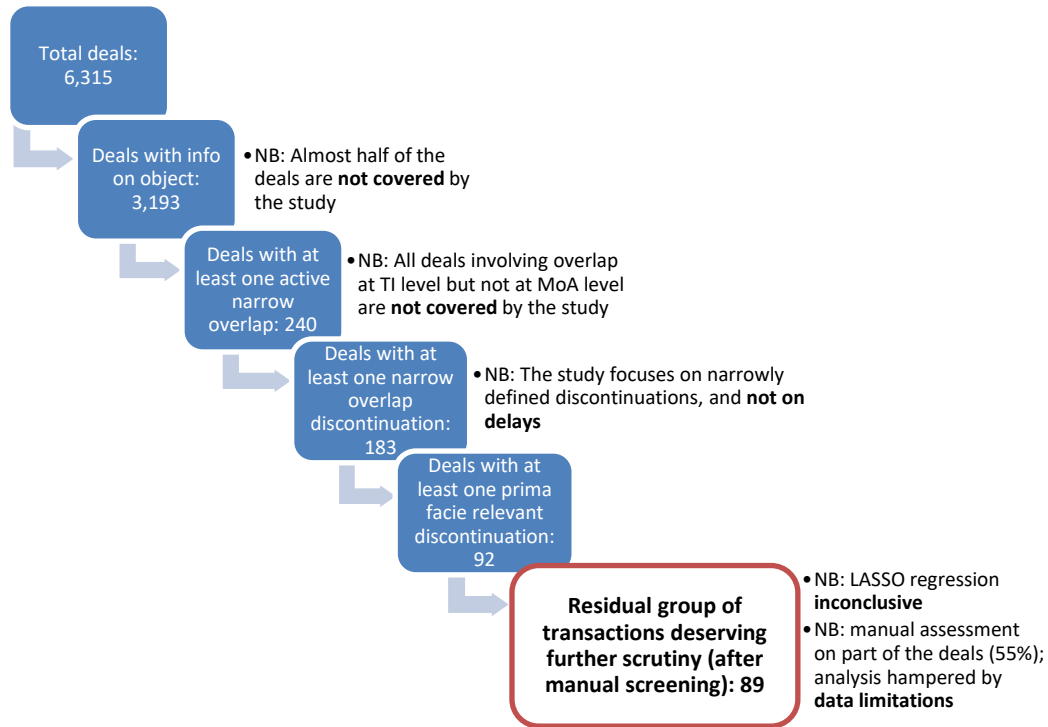 Total deals:
6,315
Deals with info
on object:
3,193
•NB: Almost half of the
deals are not covered by
the study
Deals with at
least one active
narrow
overlap: 240
•NB: All deals involving overlap
at TI level but not at MoA level
are not covered by the study
Deals with at
least one narrow
overlap
discontinuation:
183
•NB: The study focuses on narrowly
defined discontinuations, and not on
delays
Deals with at
least one prima
facie relevant
discontinuation:
92
Residual group of
transactions deserving
further scrutiny (after
manual screening): 89
•NB: LASSO regression
inconclusive
•NB: manual assessment
on part of the deals (55%);
analysis hampered by
data limitations